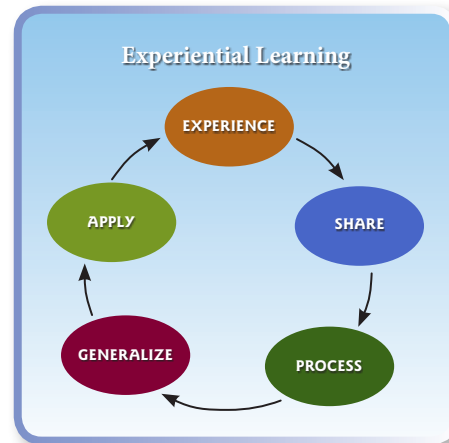 Experiential Learning
EXPERIENCE
SHARE
PROCESS
GENERALIZE
APPLY